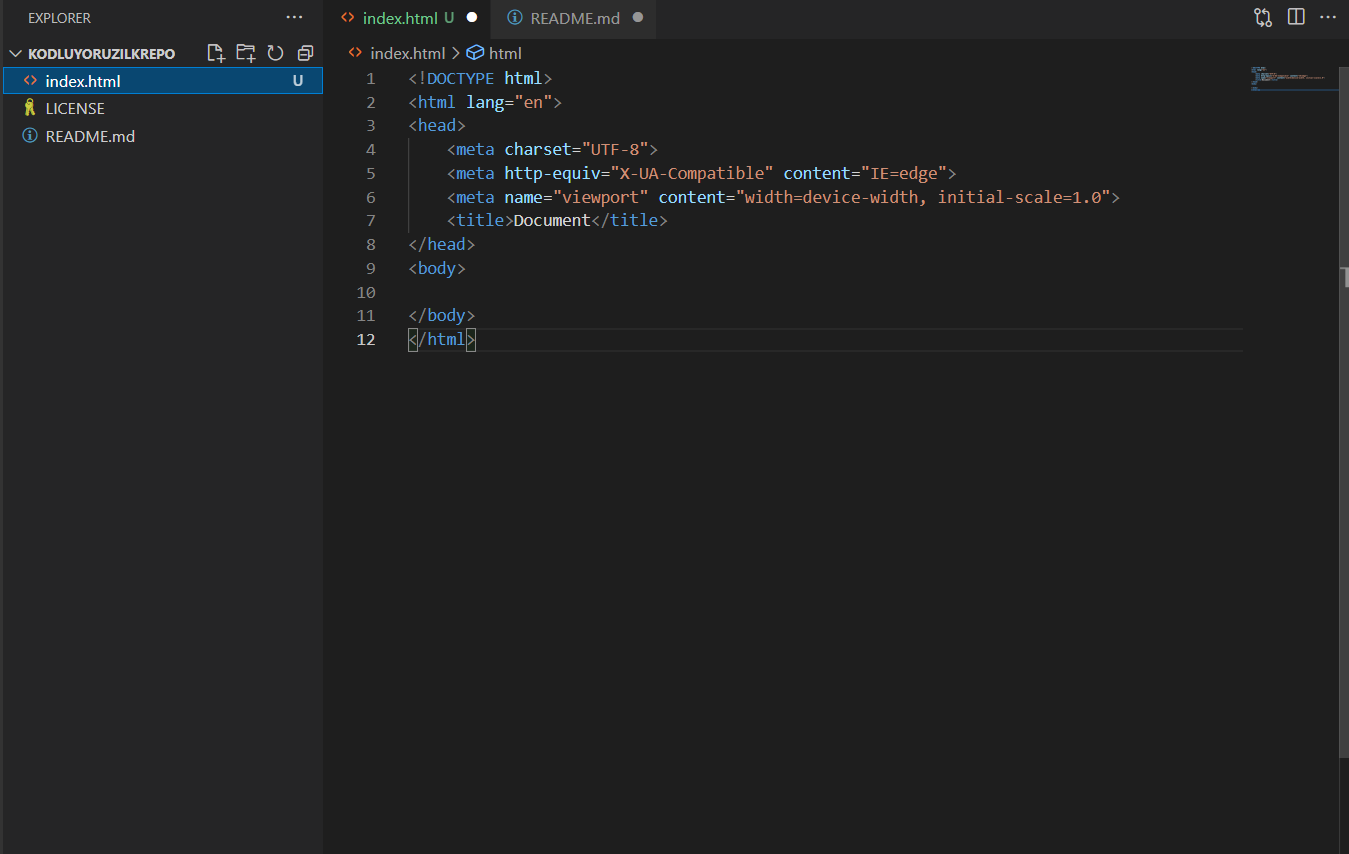 EXPLORER
KODLUYORUZILKREPO
index.html U
LICENSE
README.md
index.html U
README.md
index.html > html
1 <!DOCTYPE html>
2 <html lang="en">
3 <head>
4     <meta charset="UTF-8">
5     <meta http-equiv="X-UA-Compatible" content="IE=edge">
6     <meta name="viewport" content="width=device-width, initial-scale=1.0">
7     <title>Document</title>
8 </head>
9 <body>
10
11 </body>
12 </html>